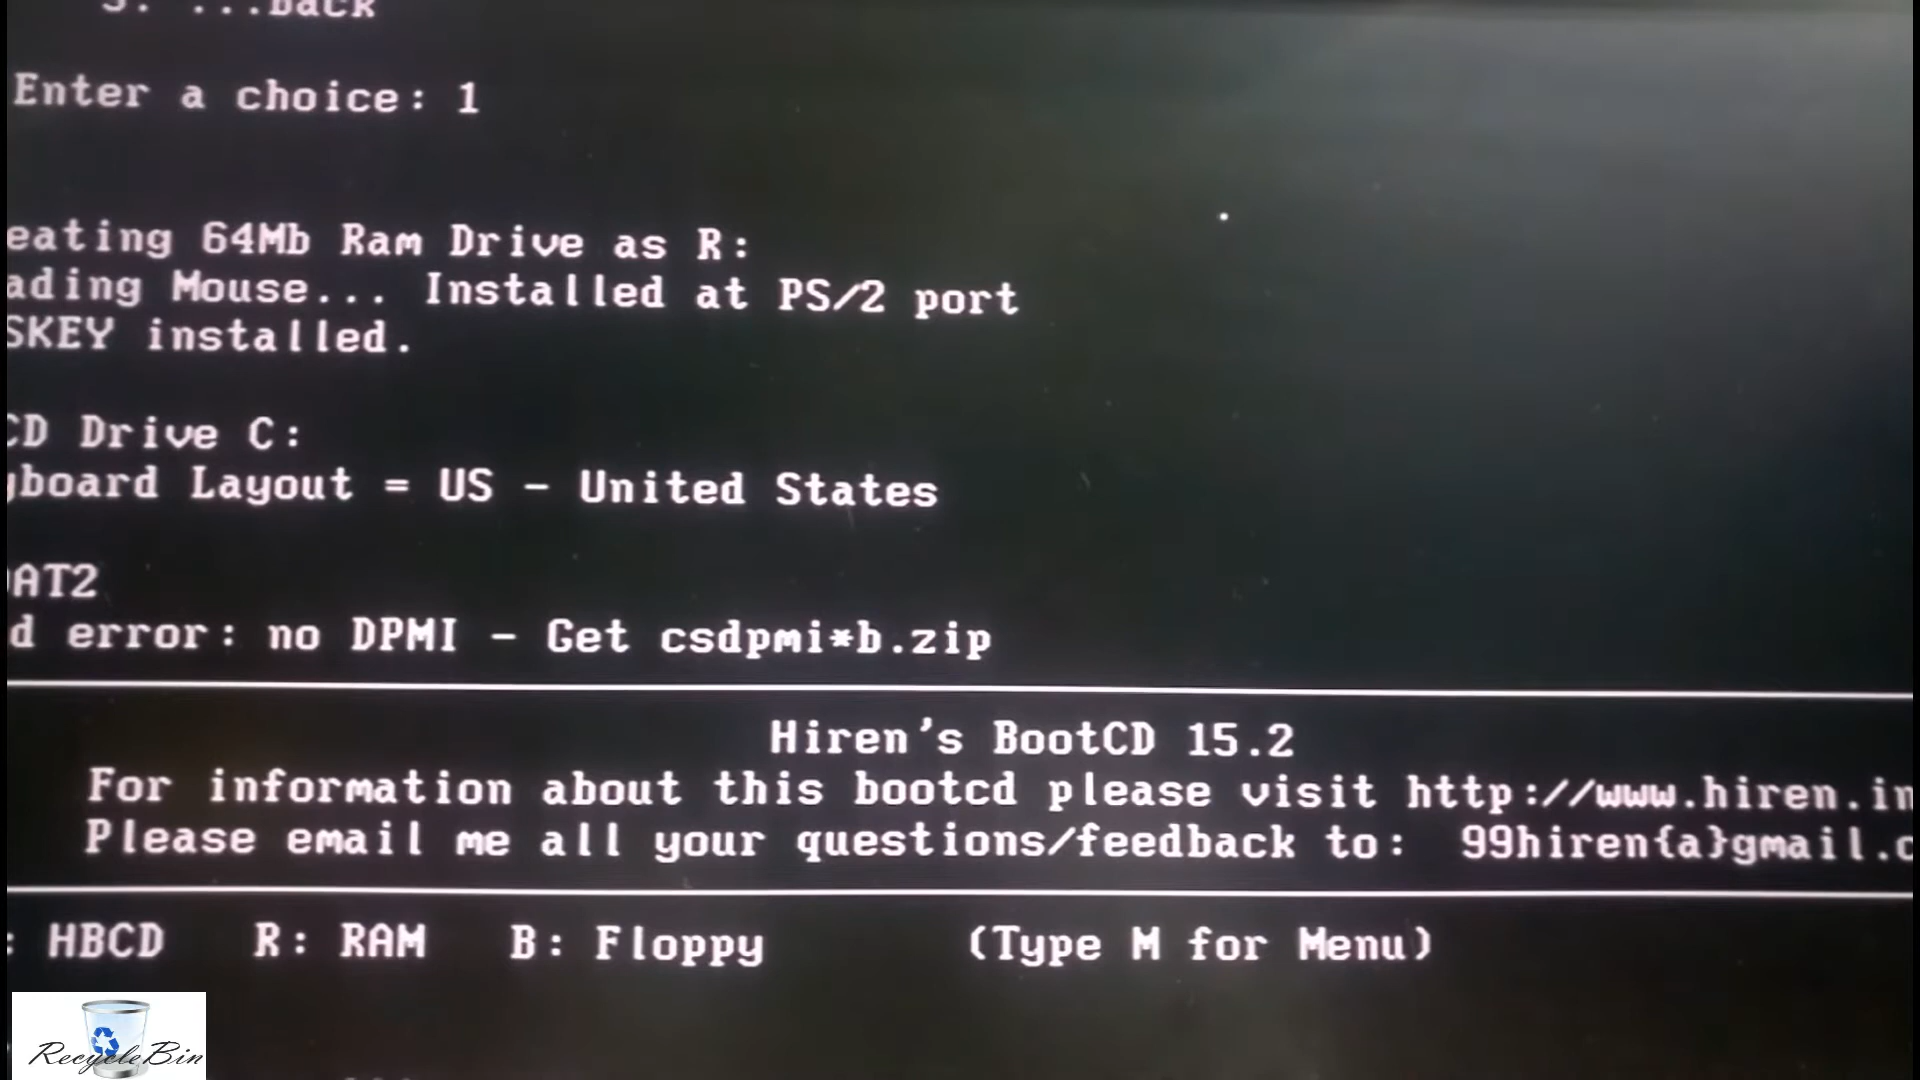 ...back
Enter a choice: 1
eating 64Mb Ram Drive as R:
ading Mouse... Installed at PS/2 port
SKEY installed.
CD Drive C:
board Layout = US - United States
AT2
d error: no DPMI - Get csdpmi*b.zip
Hiren's BootCD 15.2
For information about this bootcd please visit http://www.hiren.in
Please email me all your questions/feedback to: 99hiren{a}gmail.c
: HBCD R: RAM B: Floppy (Type M for Menu)
RecycleBin